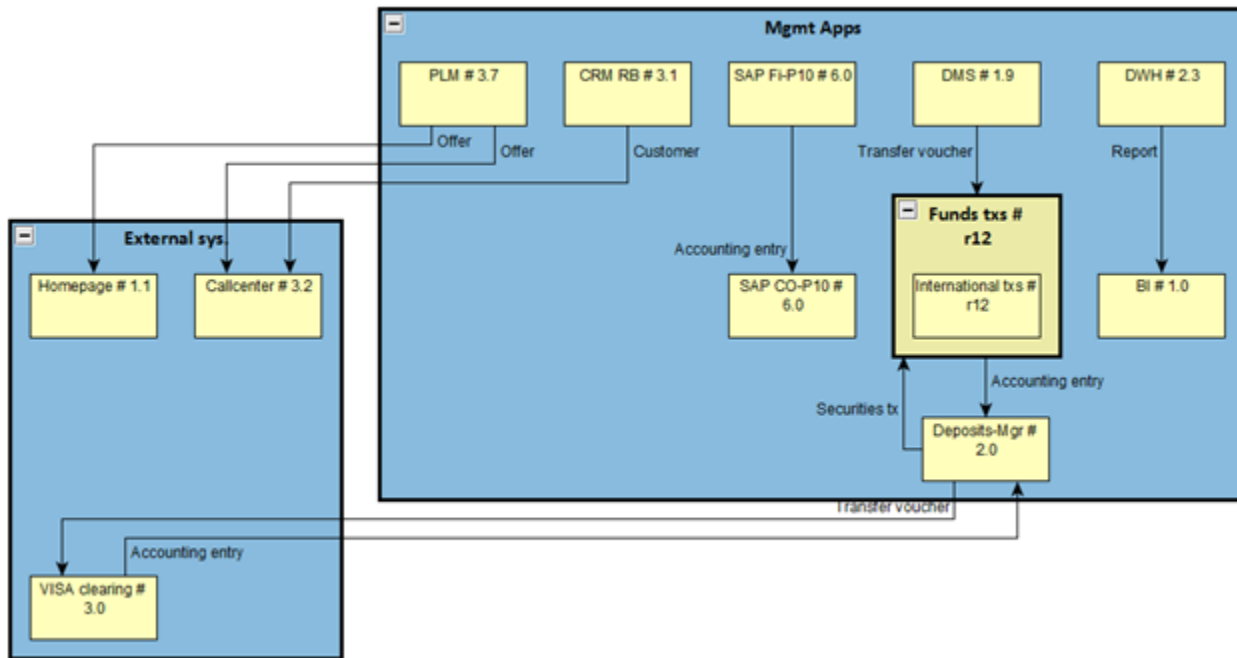 Mgmt Apps
PLM # 3.7
CRM RB # 3.1
SAP Fi-P10 # 6.0
DMS # 1.9
DWH # 2.3
Offer
Offer
Customer
Transfer voucher
Report
External sys.
Funds txs #
r12
Accounting entry
Homepage # 1.1
Callcenter # 3.2
SAP CO-P10 #
6.0
International txs #
r12
BI # 1.0
Accounting entry
Securities tx
Deposits-Mgr #
2.0
Transfer voucher
Accounting entry
VISA clearing #
3.0